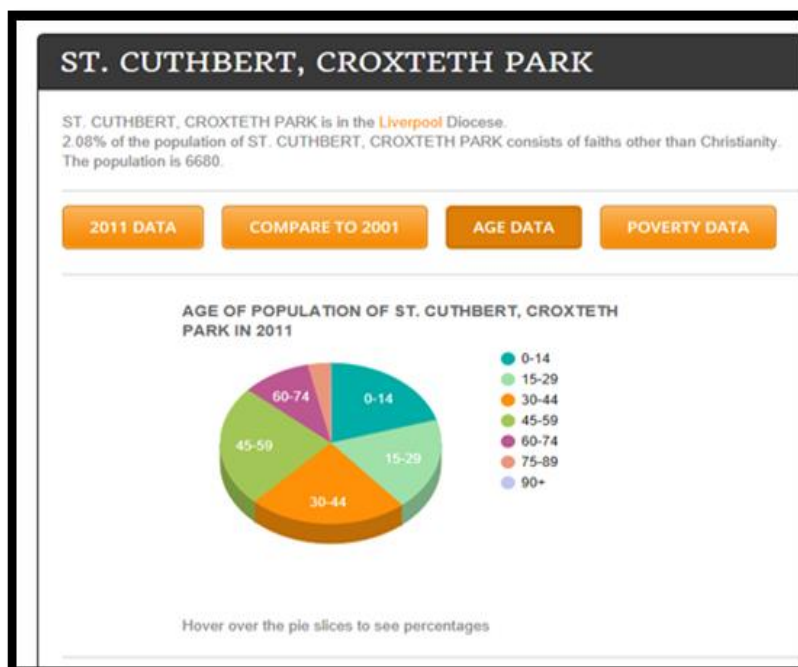 ST. CUTHBERT, CROXTETH PARK
ST. CUTHBERT, CROXTETH PARK is in the Liverpool Diocese.
2.08% of the population of ST. CUTHBERT, CROXTETH PARK consists of faiths other than Christianity.
The population is 6680.
2011 DATA
COMPARE TO 2001
AGE DATA
POVERTY DATA
AGE OF POPULATION OF ST. CUTHBERT, CROXTETH
PARK IN 2011
60-74
0-14
45-59
15-29
30-44
0-14
15-29
30-44
45-59
60-74
75-89
90+
Hover over the pie slices to see percentages